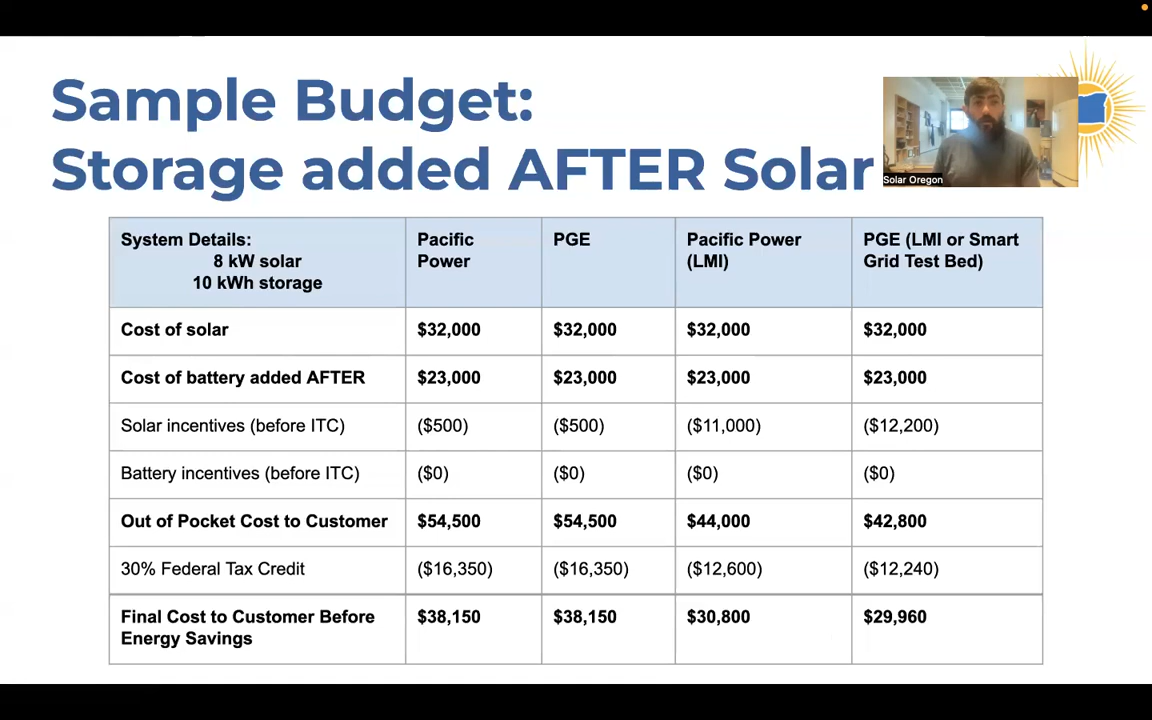 Sample Budget:
Storage added AFTER Solar
Solar Oregon
System Details:
8 kW solar
10 kWh storage
Pacific
Power
PGE
Pacific Power
(LMI)
PGE (LMI or Smart
Grid Test Bed)
Cost of solar
$32,000
$32,000
$32,000
$32,000
Cost of battery added AFTER
$23,000
$23,000
$23,000
$23,000
Solar incentives (before ITC)
($500)
($500)
($11,000)
($12,200)
Battery incentives (before ITC)
($0)
($0)
($0)
($0)
Out of Pocket Cost to Customer
$54,500
$54,500
$44,000
$42,800
30% Federal Tax Credit
($16,350)
($16,350)
($12,600)
($12,240)
Final Cost to Customer Before
Energy Savings
$38,150
$38,150
$30,800
$29,960